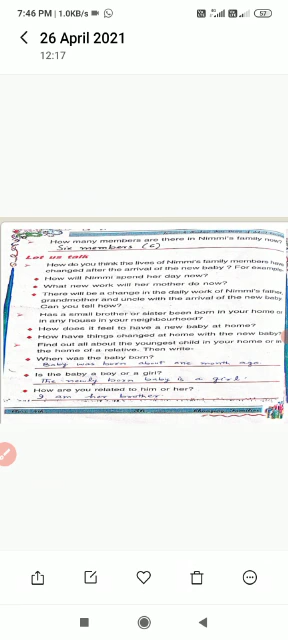 7:46 PM | 1.0KB/s
57
26 April 2021
12:17
How many members are there in Nimmi's family now?
Six members (6)
Let us talk
How do you think the lives of Nimmi's family members have
changed after the arrival of the new baby ? For example
How will Nimmi spend her day now?
What new work will her mother do now?
There will be a change in the daily work of Nimmi's father,
grandmother and uncle with the arrival of the new baby
Can you tell how?
Has a small brother or sister been born in your home or
in any house in your neighbourhood?
How does it feel to have a new baby at home?
How have things changed at home with the new baby?
Find out all about the youngest child in your home or in
the home of a relative. Then write-
When was the baby born?
Baby was born about one month ago.
Is the baby a boy or a girl?
The newly born baby is a girl.
How are you related to him or her?
I am her brother.